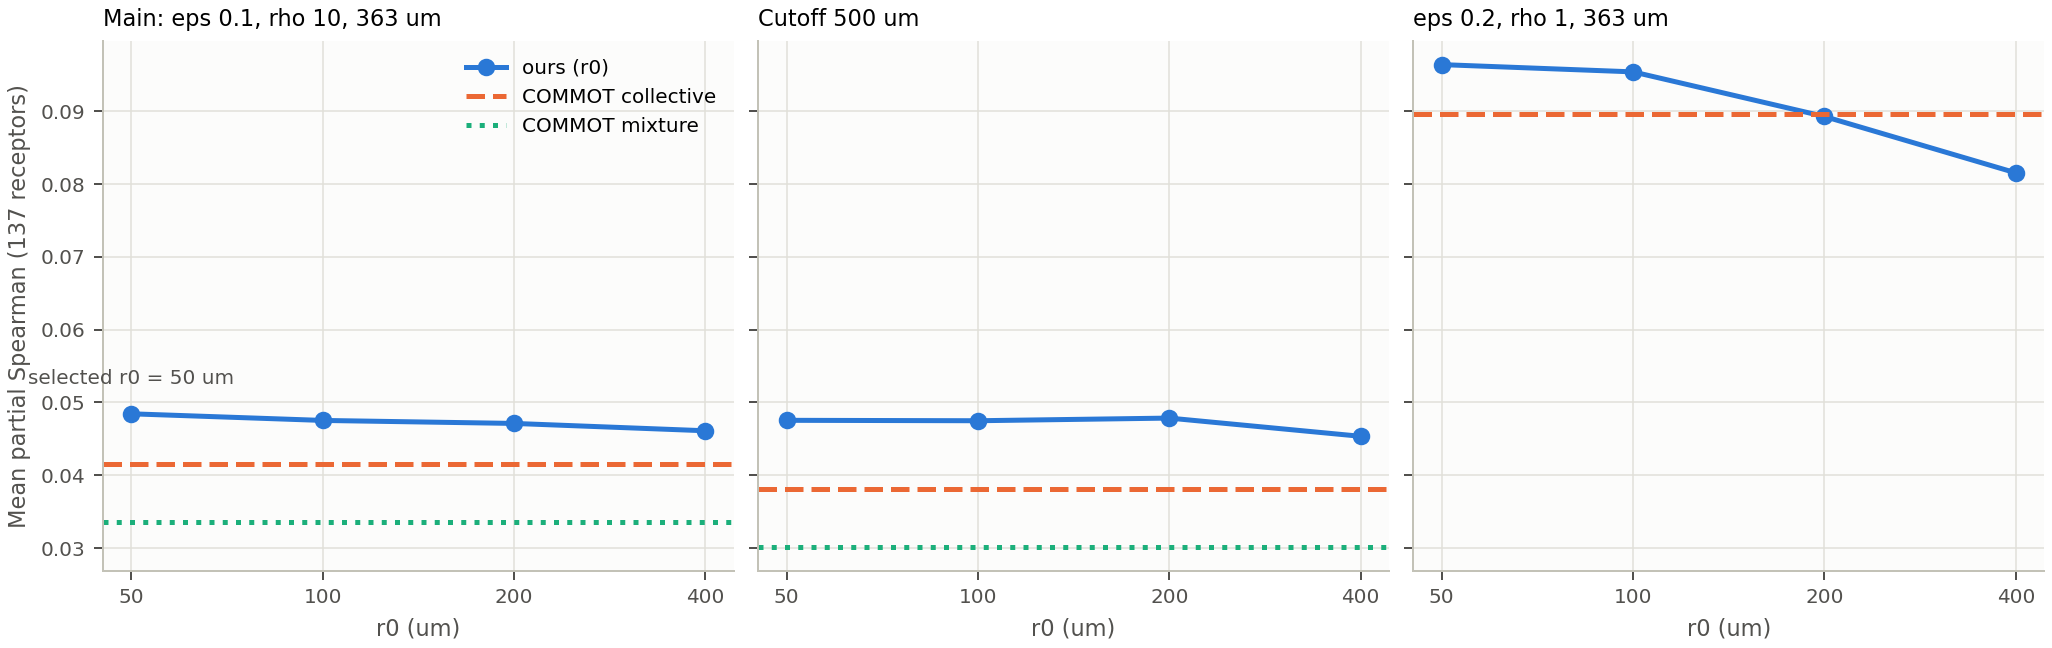 Main: eps 0.1, rho 10, 363 um
Cutoff 500 um
eps 0.2, rho 1, 363 um
ours (r0)
COMMOT collective
COMMOT mixture
Mean partial Spearman (137 receptors)
0.09
0.08
0.07
0.06
0.05
0.04
0.03
selected r0 = 50 um
50 100 200 400
50 100 200 400
50 100 200 400
r0 (um)
r0 (um)
r0 (um)